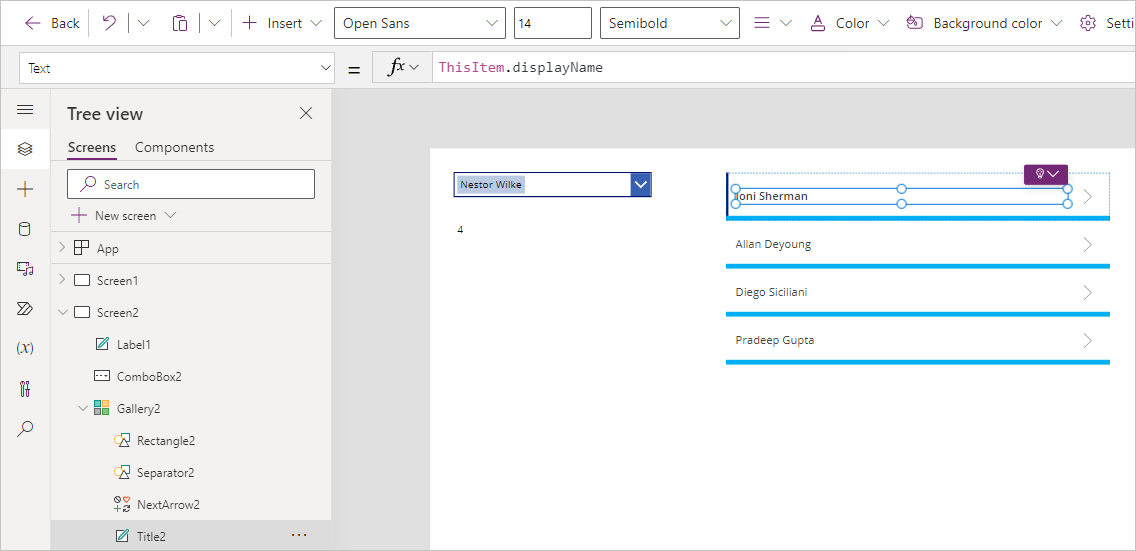 Back Insert Open Sans 14 Semibold Color Background color Setti
Text = fx ThisItem.displayName
Tree view
Screens Components
Search
New screen
App
Screen1
Screen2
Label1
ComboBox2
Gallery2
Rectangle2
Separator2
NextArrow2
Title2
(x)
Nestor Wilke
4
Toni Sherman
Allan Deyoung
Diego Siciliani
Pradeep Gupta